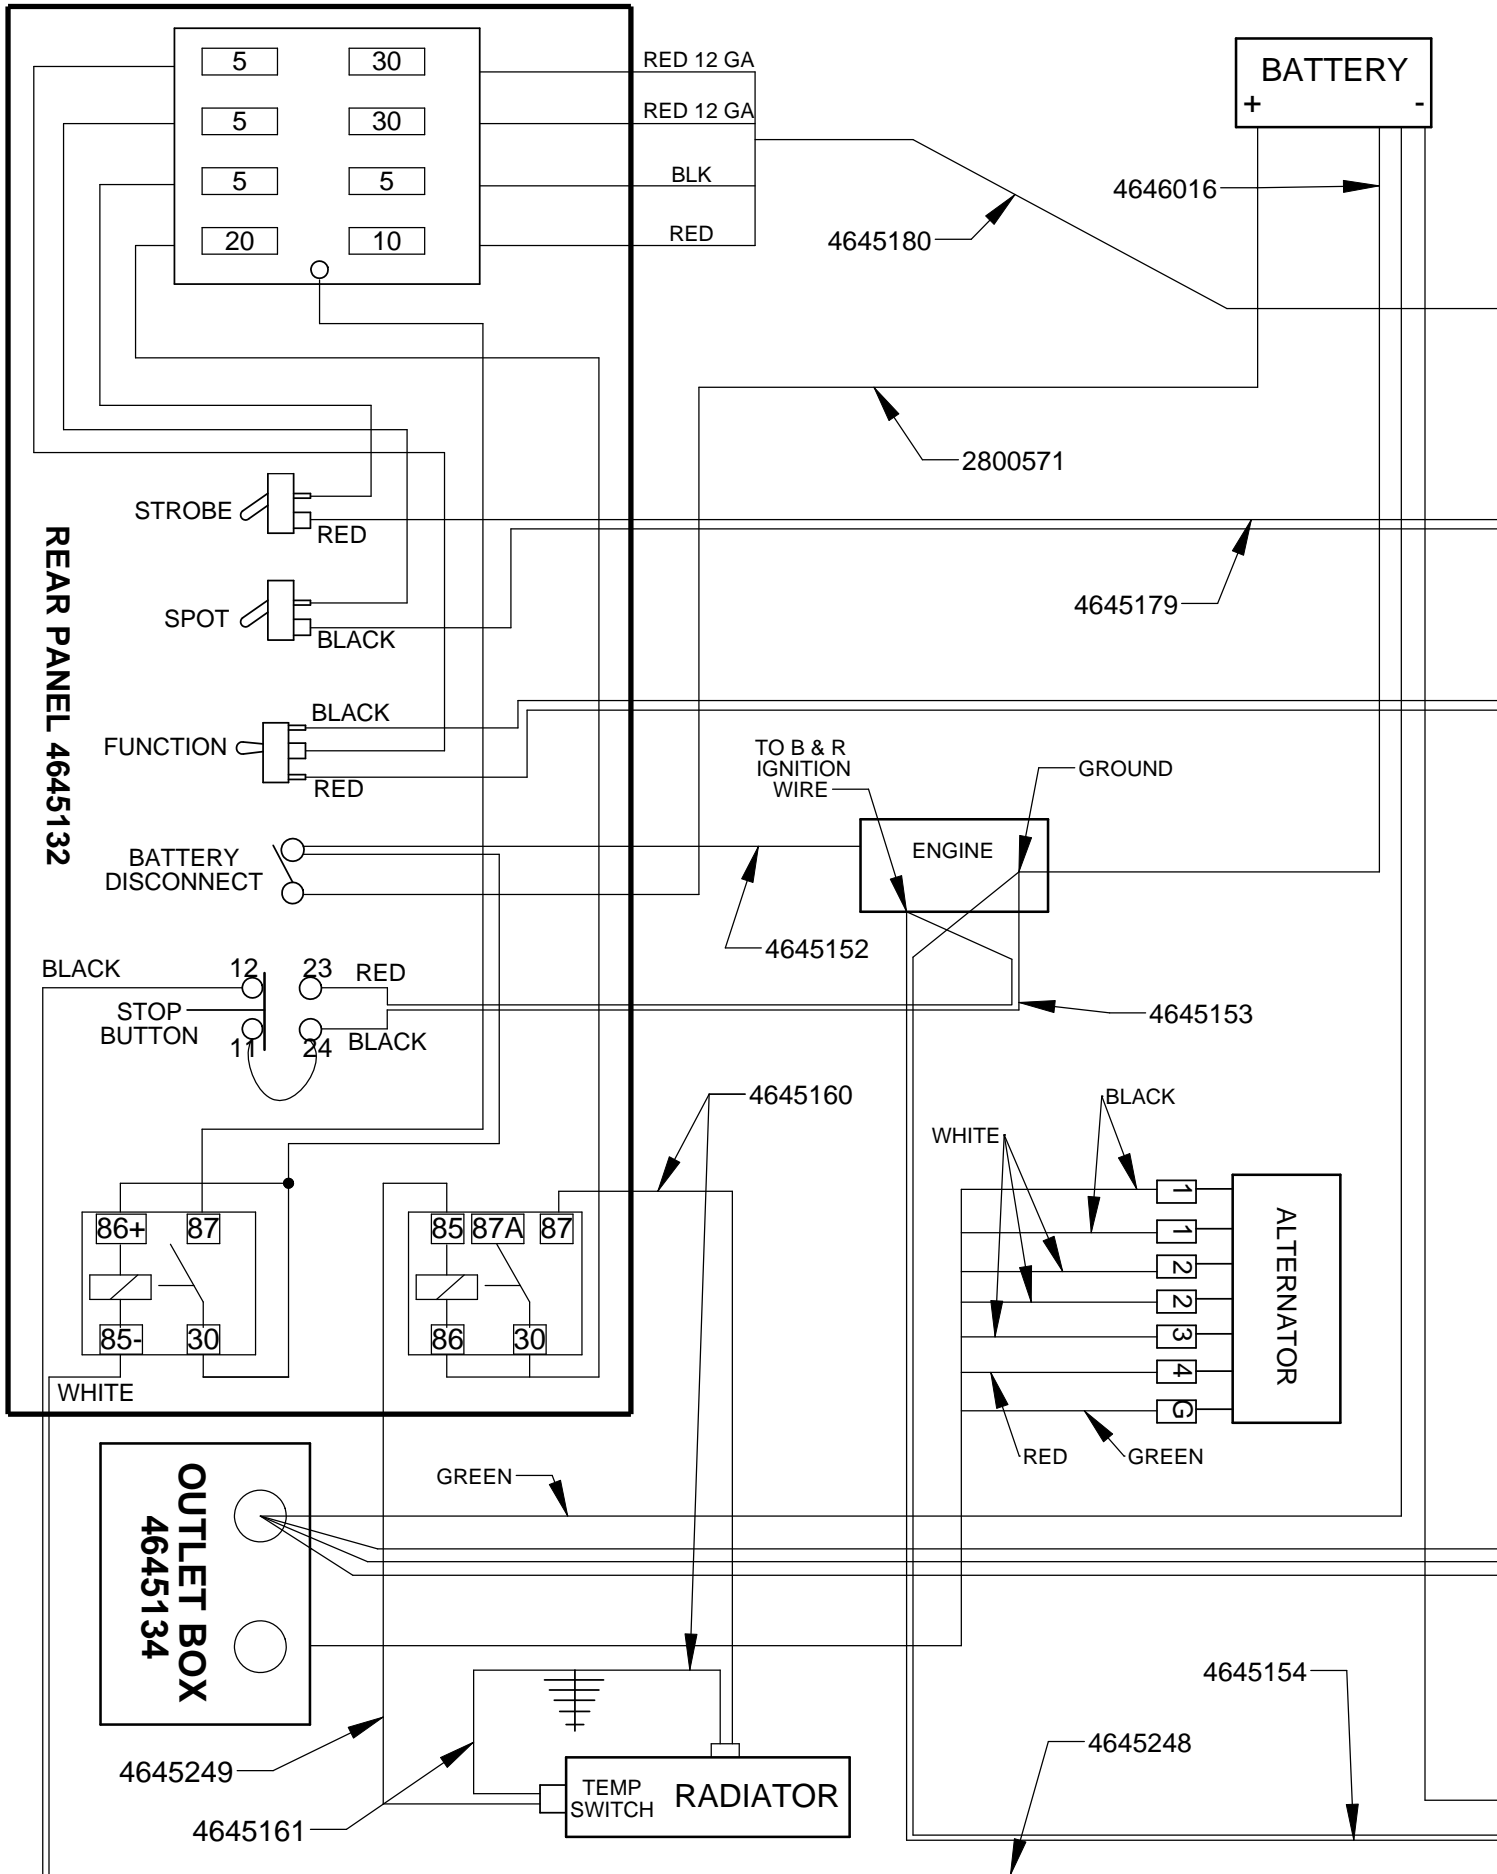 5
30
RED 12 GA
5
30
RED 12 GA
5
5
BLK
20
10
RED
BATTERY
+
-
4646016
4645180
2800571
REAR PANEL 4645132
STROBE
RED
4645179
SPOT
BLACK
BLACK
FUNCTION
RED
TO B & R
IGNITION
WIRE
GROUND
ENGINE
BATTERY
DISCONNECT
4645152
BLACK
12
23
RED
STOP
BUTTON
11
24
BLACK
4645153
4645160
BLACK
WHITE
86+
87
85-
30
WHITE
85
87A
87
86
30
1
1
2
2
3
4
G
ALTERNATOR
RED
GREEN
OUTLET BOX
4645134
GREEN
4645154
4645249
4645161
4645248
TEMP
SWITCH
RADIATOR